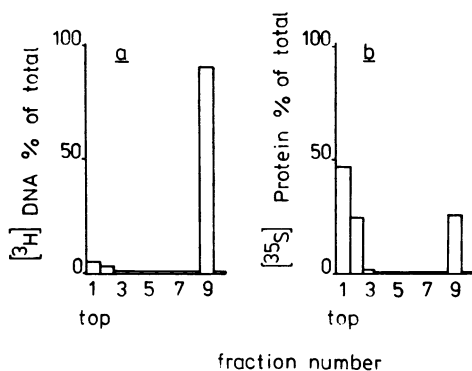 [³H] DNA % of total
100
50
0
a
1 3 5 7 9
top
[35S] Protein % of total
100
50
0
b
1 3 5 7 9
top
fraction number